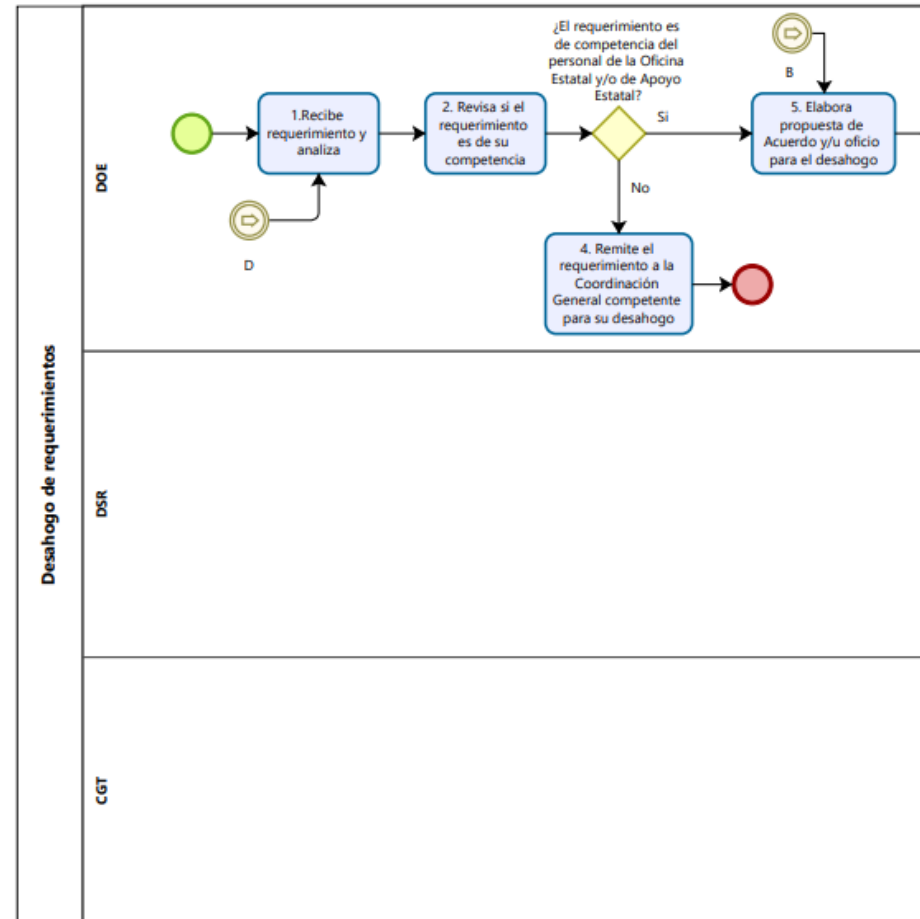 Desahogo de requerimientos
DOE
1.Recibe
requerimiento y
analiza
D
2. Revisa si el
requerimiento
es de su
competencia
¿El requerimiento es
de competencia del
personal de la Oficina
Estatal y/o de Apoyo
Estatal?
Si
No
4. Remite el
requerimiento a la
Coordinación
General competente
para su desahogo
B
5. Elabora
propuesta de
Acuerdo y/u oficio
para el desahogo
DSR
CGT